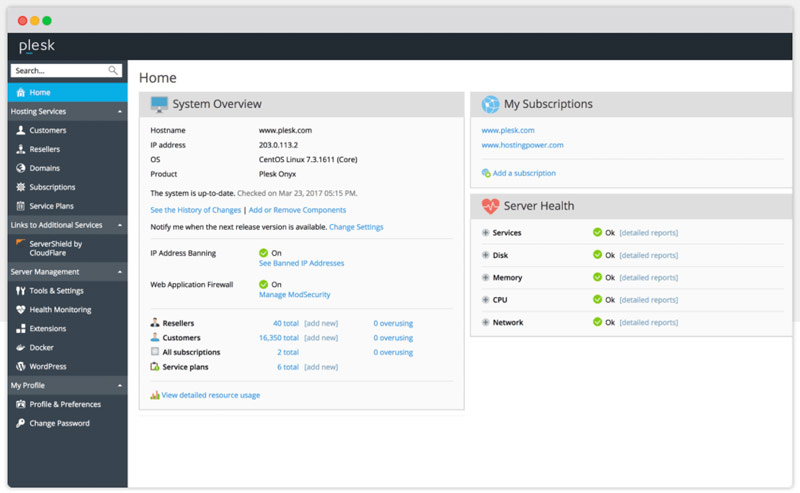 plesk
Search...
Home
Hosting Services
Customers
Resellers
Domains
Subscriptions
Service Plans
Links to Additional Services
ServerShield by
CloudFlare
Server Management
Tools & Settings
Health Monitoring
Extensions
Docker
WordPress
My Profile
Profile & Preferences
Change Password
Home
System Overview
Hostname www.plesk.com
IP address 203.0.113.2
OS CentOS Linux 7.3.1611 (Core)
Product Plesk Onyx
The system is up-to-date. Checked on Mar 23, 2017 05:15 PM.
See the History of Changes | Add or Remove Components
Notify me when the next release version is available. Change Settings
IP Address Banning On
See Banned IP Addresses
Web Application Firewall On
Manage ModSecurity
Resellers 40 total [add new] 0 overusing
Customers 16,350 total [add new] 0 overusing
All subscriptions 2 total 0 overusing
Service plans 6 total [add new]
View detailed resource usage
My Subscriptions
www.plesk.com
www.hostingpower.com
Add a subscription
Server Health
Services Ok [detailed reports]
Disk Ok [detailed reports]
Memory Ok [detailed reports]
CPU Ok [detailed reports]
Network Ok [detailed reports]